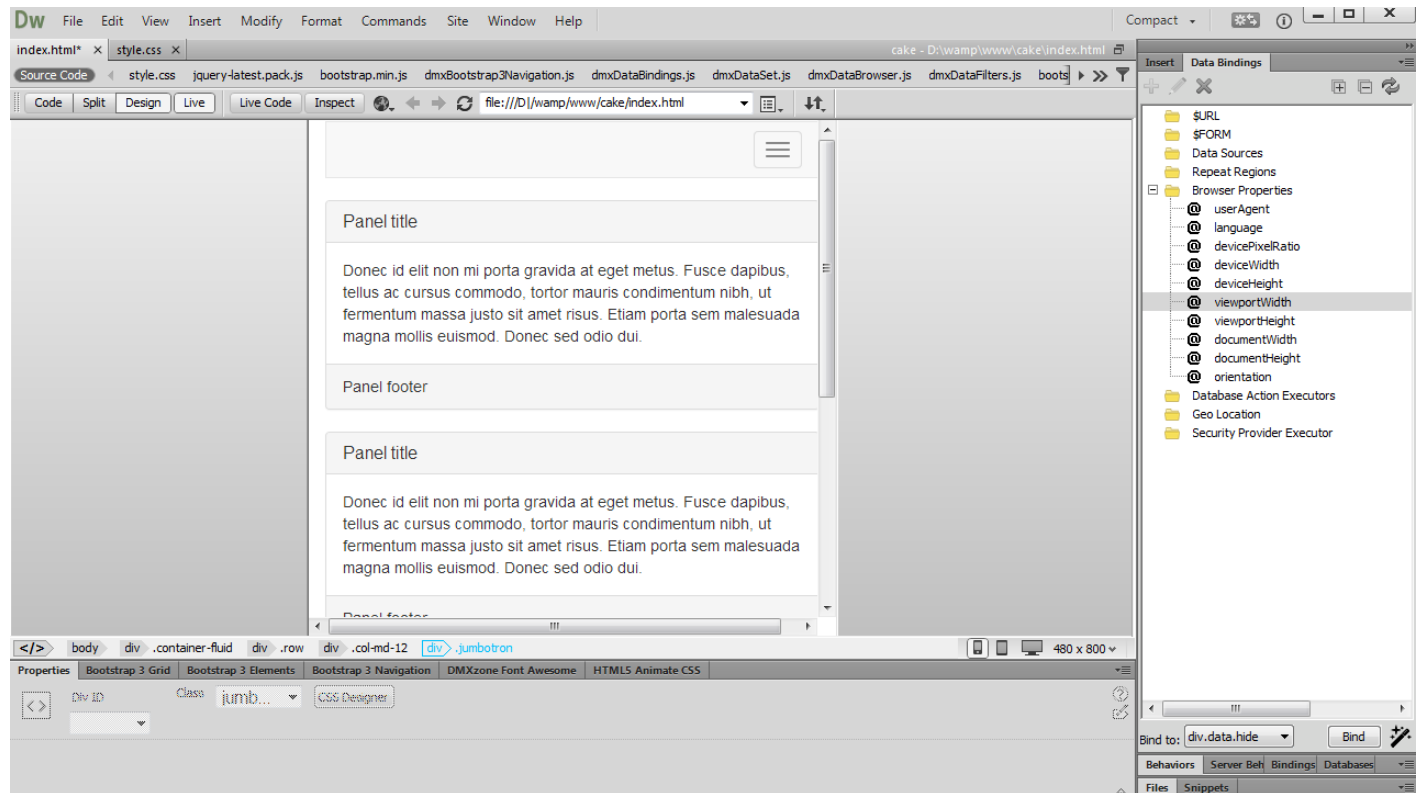 Dw File Edit View Insert Modify Format Commands Site Window Help Compact
index.html* × style.css × cake - D:\wamp\www\cake\index.html
Source Code style.css jquery-latest.pack.js bootstrap.min.js dmxBootstrap3Navigation.js dmxDataBindings.js dmxDataSet.js dmxDataBrowser.js dmxDataFilters.js boots
Code Split Design Live Live Code Inspect file:///D|/wamp/www/cake/index.html
Panel title
Donec id elit non mi porta gravida at eget metus. Fusce dapibus,
tellus ac cursus commodo, tortor mauris condimentum nibh, ut
fermentum massa justo sit amet risus. Etiam porta sem malesuada
magna mollis euismod. Donec sed odio dui.
Panel footer
Panel title
Donec id elit non mi porta gravida at eget metus. Fusce dapibus,
tellus ac cursus commodo, tortor mauris condimentum nibh, ut
fermentum massa justo sit amet risus. Etiam porta sem malesuada
magna mollis euismod. Donec sed odio dui.
Panel footer
</> body div .container-fluid div .row div .col-md-12 div .jumbotron 480 x 800
Properties Bootstrap 3 Grid Bootstrap 3 Elements Bootstrap 3 Navigation DMXzone Font Awesome HTML5 Animate CSS
Div ID Class jumb... CSS Designer
Insert Data Bindings
$URL
$FORM
Data Sources
Repeat Regions
Browser Properties
userAgent
language
devicePixelRatio
deviceWidth
deviceHeight
viewportWidth
viewportHeight
documentWidth
documentHeight
orientation
Database Action Executors
Geo Location
Security Provider Executor
Bind to: div.data.hide Bind
Behaviors Server Beh Bindings Databases
Files Snippets